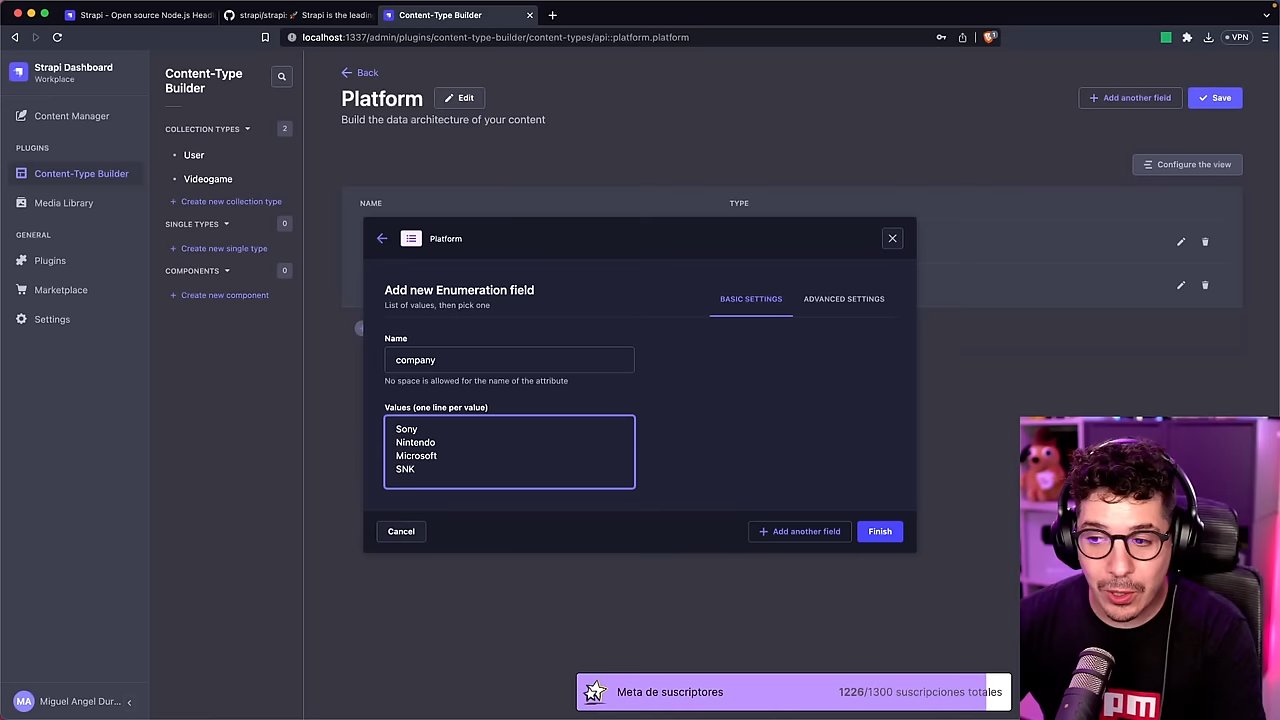 Strapi - Open source Node.js Head
strapi/strapi: 🚀 Strapi is the leading
Content-Type Builder
localhost:1337/admin/plugins/content-type-builder/content-types/api::platform.platform
VPN
Strapi Dashboard
Workplace
Content Manager
PLUGINS
Content-Type Builder
Media Library
GENERAL
Plugins
Marketplace
Settings
MA
Miguel Angel Dur...
Content-Type
Builder
COLLECTION TYPES
2
User
Videogame
Create new collection type
SINGLE TYPES
0
Create new single type
COMPONENTS
0
Create new component
Back
Platform
Edit
Build the data architecture of your content
Add another field
Save
Configure the view
NAME
TYPE
Platform
Add new Enumeration field
List of values, then pick one
BASIC SETTINGS
ADVANCED SETTINGS
Name
company
No space is allowed for the name of the attribute
Values (one line per value)
Sony
Nintendo
Microsoft
SNK
Cancel
Add another field
Finish
Meta de suscriptores
1226/1300 suscripciones totales
pm